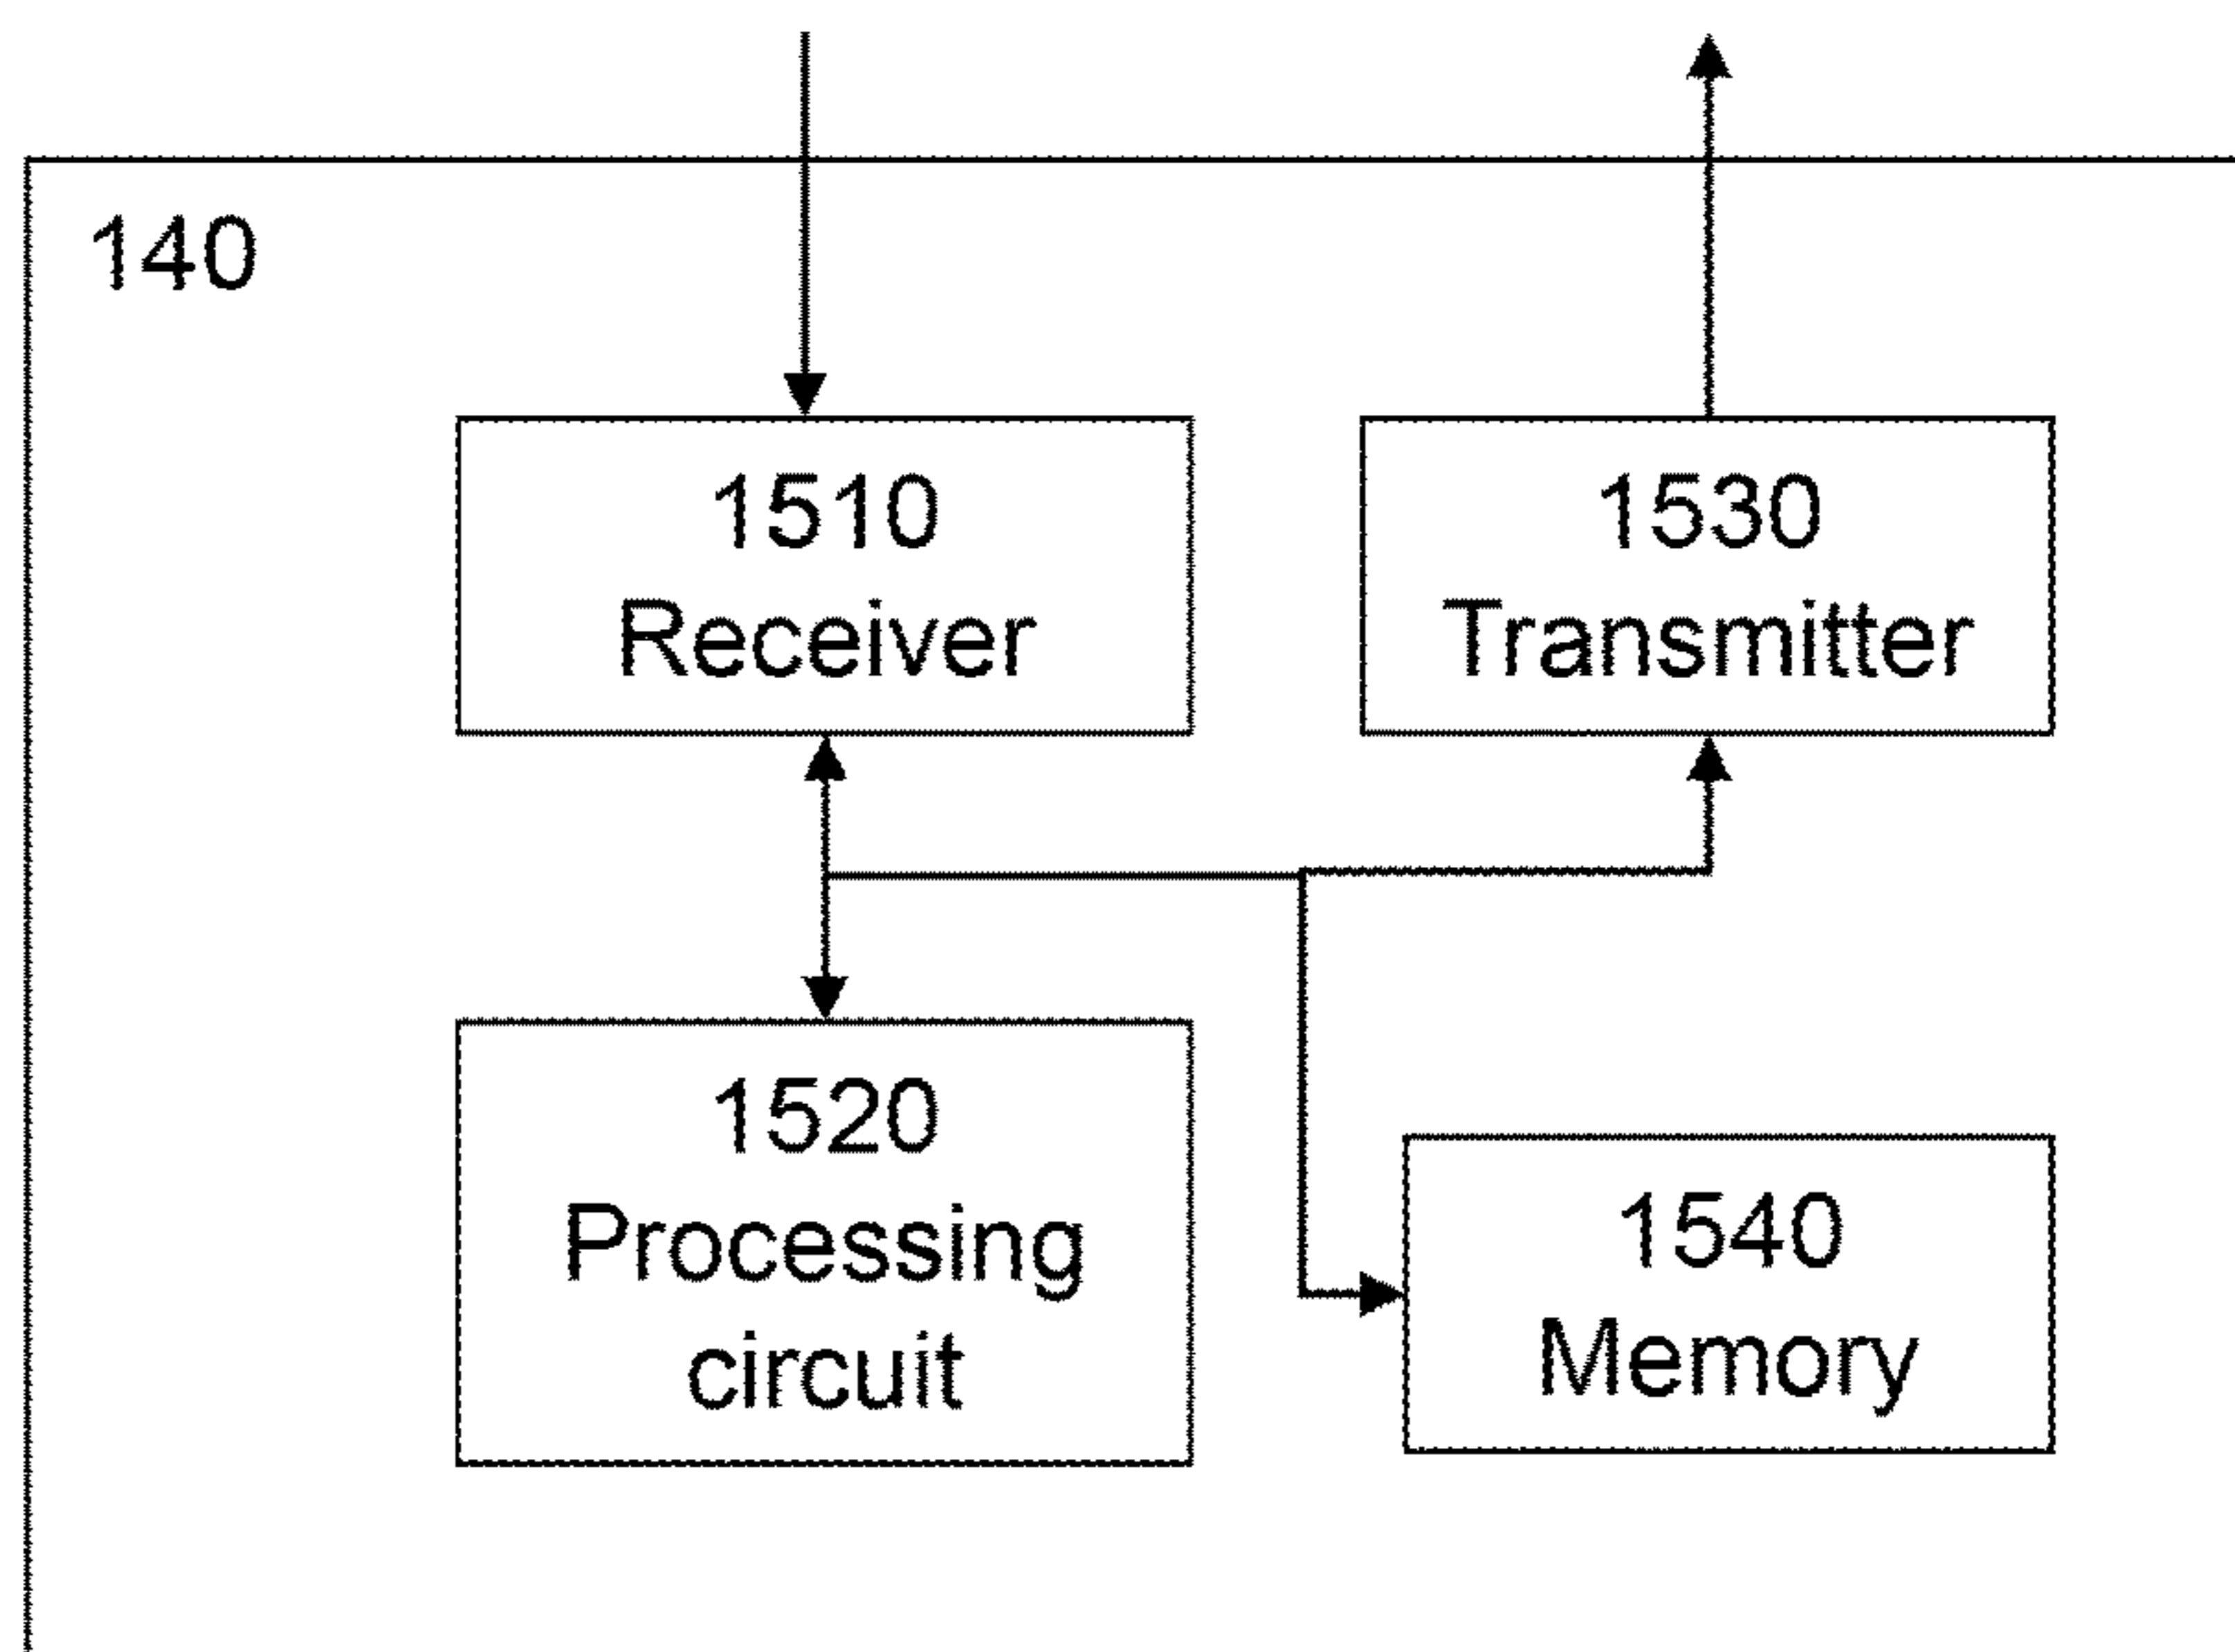 140
1510
Receiver
1530
Transmitter
1520
Processing
circuit
1540
Memory